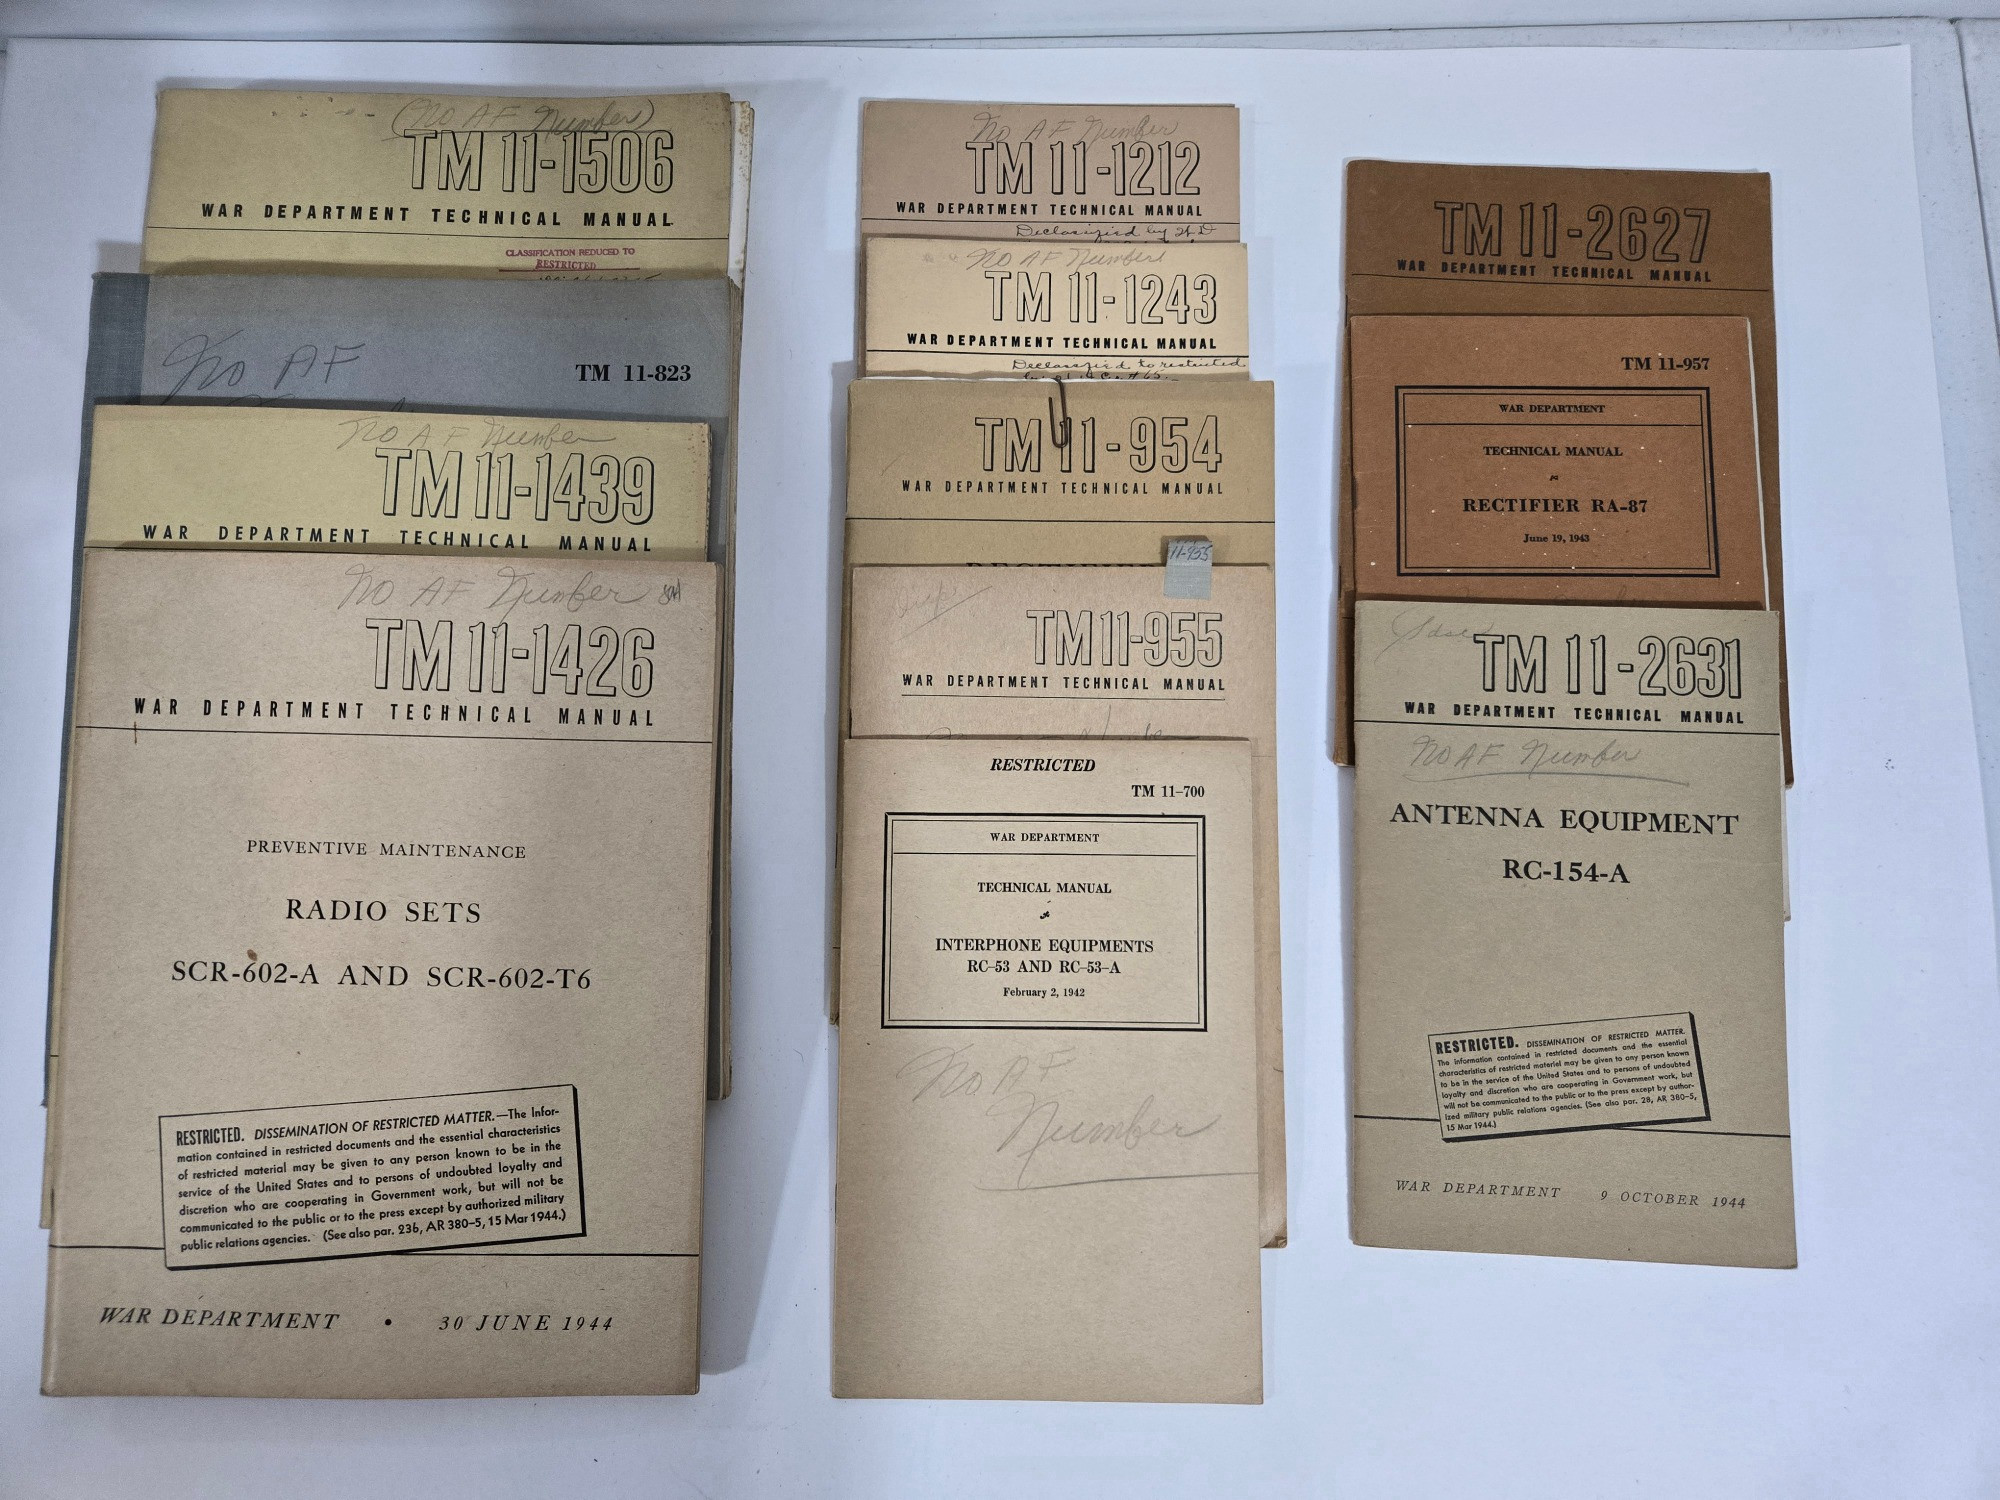 (No AF Number)
TM 11-1506
WAR DEPARTMENT TECHNICAL MANUAL
CLASSIFICATION REDUCED TO
RESTRICTED
No AF
TM 11-823
No AF Number
TM 11-1439
WAR DEPARTMENT TECHNICAL MANUAL
No AF Number
TM 11-1426
WAR DEPARTMENT TECHNICAL MANUAL
PREVENTIVE MAINTENANCE
RADIO SETS
SCR-602-A AND SCR-602-T6
RESTRICTED. DISSEMINATION OF RESTRICTED MATTER.—The infor-
mation contained in restricted documents and the essential characteristics
of restricted material may be given to any person known to be in the
service of the United States and to persons of undoubted loyalty and
discretion who are cooperating in Government work, but will not be
communicated to the public or to the press except by authorized military
public relations agencies. (See also par. 23b, AR 380-5, 15 Mar 1944.)
WAR DEPARTMENT • 30 JUNE 1944
No AF Number
TM 11-1212
WAR DEPARTMENT TECHNICAL MANUAL
Declassified by
No AF Number
TM 11-1243
WAR DEPARTMENT TECHNICAL MANUAL
Declassified to restricted
TM 11-954
WAR DEPARTMENT TECHNICAL MANUAL
11-955
TM 11-955
WAR DEPARTMENT TECHNICAL MANUAL
RESTRICTED
TM 11-700
WAR DEPARTMENT
TECHNICAL MANUAL
INTERPHONE EQUIPMENTS
RC-53 AND RC-53-A
February 2, 1942
No AF
Number
TM 11-2627
WAR DEPARTMENT TECHNICAL MANUAL
TM 11-957
WAR DEPARTMENT
TECHNICAL MANUAL
RECTIFIER RA-87
June 19, 1943
TM 11-2631
WAR DEPARTMENT TECHNICAL MANUAL
No AF Number
ANTENNA EQUIPMENT
RC-154-A
RESTRICTED. DISSEMINATION OF RESTRICTED MATTER.
The information contained in restricted documents and the essential
characteristics of restricted materiel may be given to any person known
to be in the service of the United States and to persons of undoubted
loyalty and discretion who are cooperating in Government work, but
will not be communicated to the public or to the press except by author-
ized military public relations agencies. (See also par. 28, AR 380-5,
15 Mar 1944.)
WAR DEPARTMENT 9 OCTOBER 1944